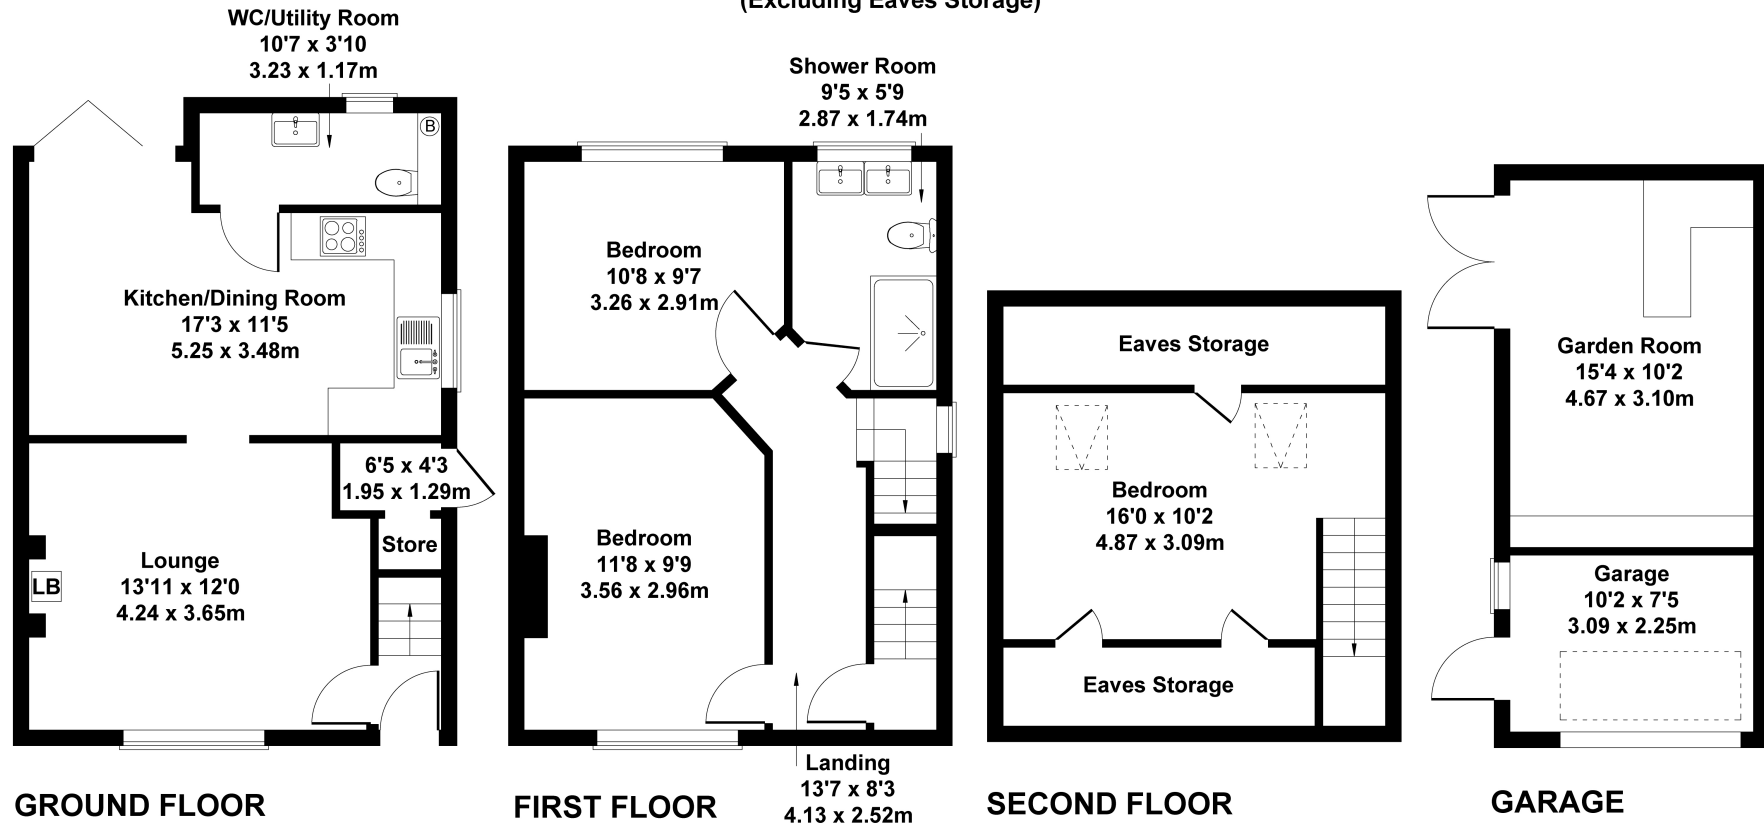 (Excluding Eaves Storage)
WC/Utility Room
10'7 x 3'10
3.23 x 1.17m
B
Kitchen/Dining Room
17'3 x 11'5
5.25 x 3.48m
6'5 x 4'3
1.95 x 1.29m
Store
Lounge
13'11 x 12'0
4.24 x 3.65m
LB
GROUND FLOOR
Shower Room
9'5 x 5'9
2.87 x 1.74m
Bedroom
10'8 x 9'7
3.26 x 2.91m
Bedroom
11'8 x 9'9
3.56 x 2.96m
Landing
13'7 x 8'3
4.13 x 2.52m
FIRST FLOOR
Eaves Storage
Bedroom
16'0 x 10'2
4.87 x 3.09m
Eaves Storage
SECOND FLOOR
Garden Room
15'4 x 10'2
4.67 x 3.10m
Garage
10'2 x 7'5
3.09 x 2.25m
GARAGE